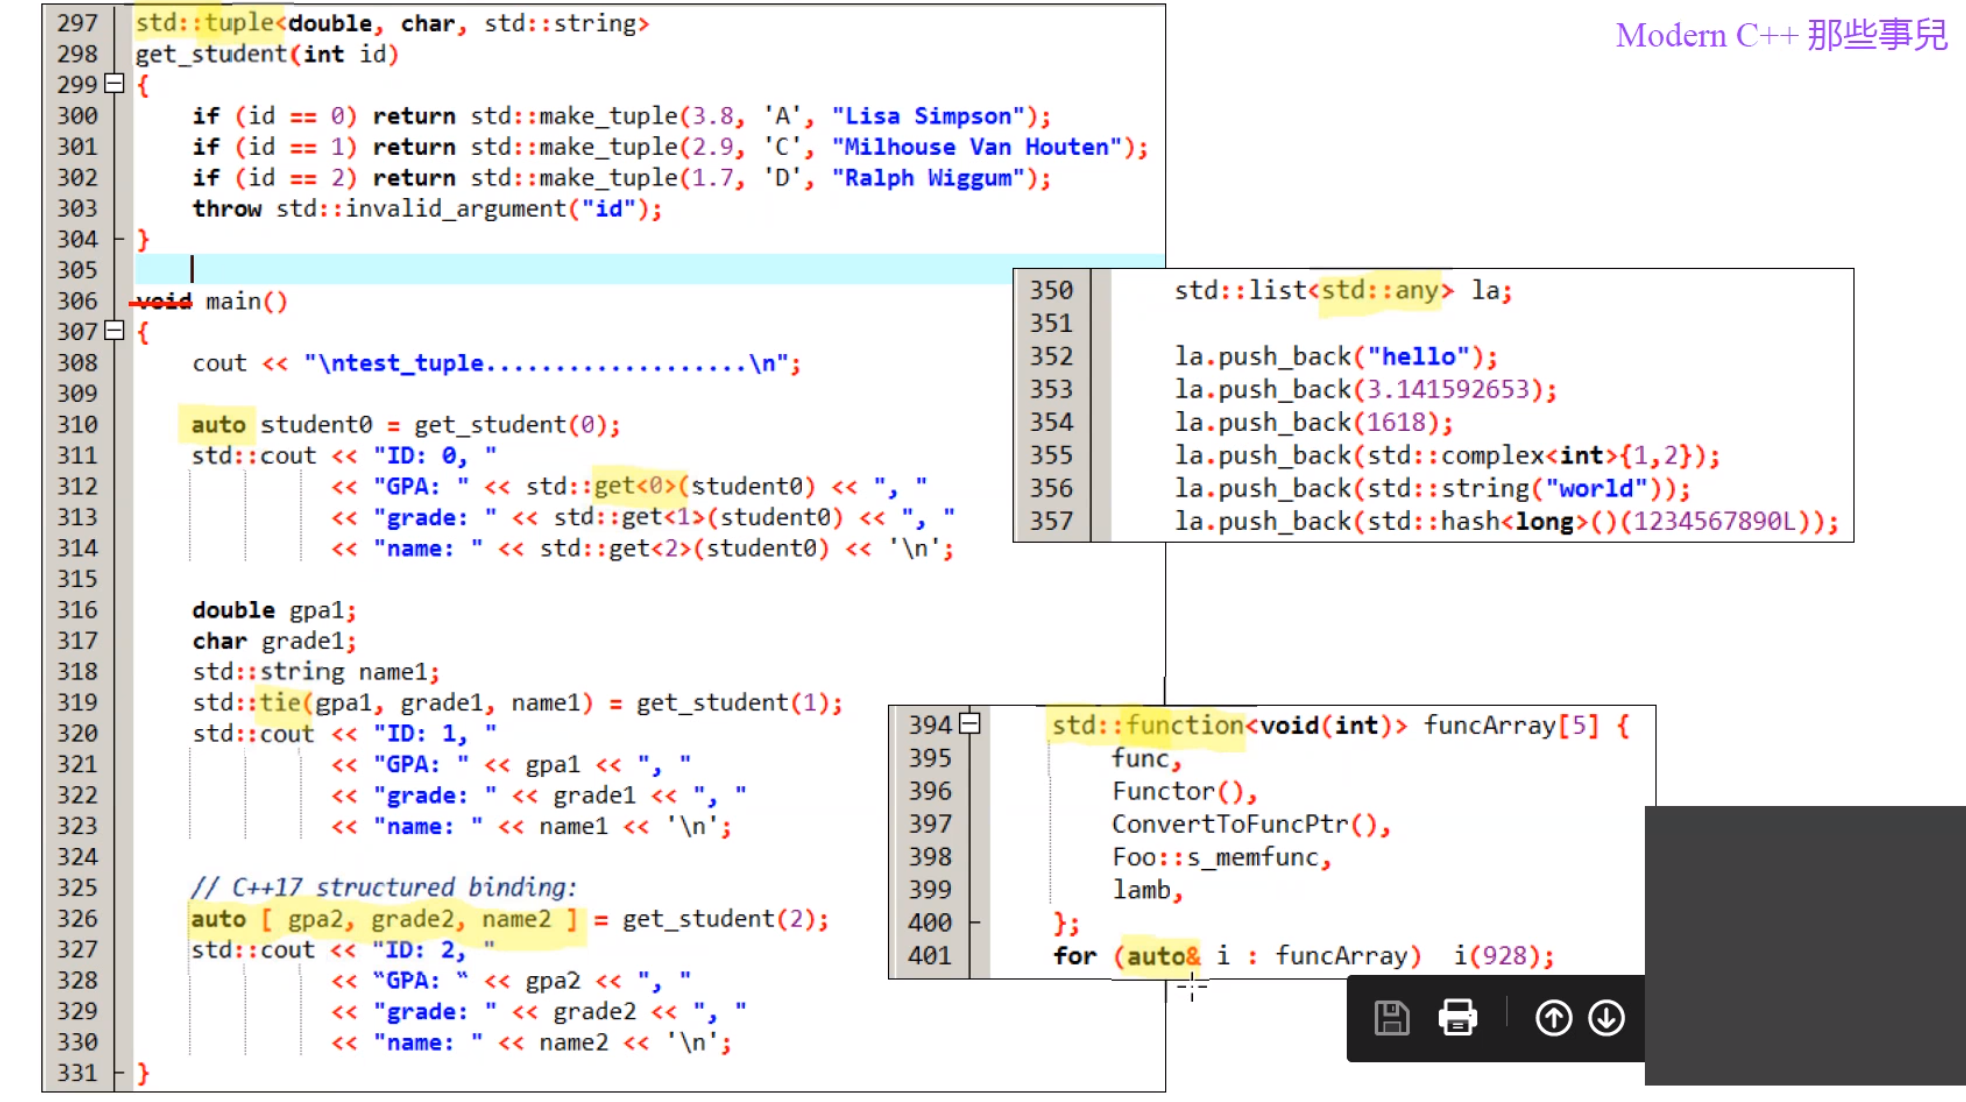 Modern C++ 那些事兒
297 std::tuple<double, char, std::string>
298 get_student(int id)
299 {
300 if (id == 0) return std::make_tuple(3.8, 'A', "Lisa Simpson");
301 if (id == 1) return std::make_tuple(2.9, 'C', "Milhouse Van Houten");
302 if (id == 2) return std::make_tuple(1.7, 'D', "Ralph Wiggum");
303 throw std::invalid_argument("id");
304 }
305
306 void main()
307 {
308 cout << "\ntest_tuple...................\n";
309
310 auto student0 = get_student(0);
311 std::cout << "ID: 0, "
312 << "GPA: " << std::get<0>(student0) << ", "
313 << "grade: " << std::get<1>(student0) << ", "
314 << "name: " << std::get<2>(student0) << '\n';
315
316 double gpa1;
317 char grade1;
318 std::string name1;
319 std::tie(gpa1, grade1, name1) = get_student(1);
320 std::cout << "ID: 1, "
321 << "GPA: " << gpa1 << ", "
322 << "grade: " << grade1 << ", "
323 << "name: " << name1 << '\n';
324
325 // C++17 structured binding:
326 auto [ gpa2, grade2, name2 ] = get_student(2);
327 std::cout << "ID: 2, "
328 << “GPA: “ << gpa2 << ", "
329 << "grade: " << grade2 << ", "
330 << "name: " << name2 << '\n';
331 }
350 std::list<std::any> la;
351
352 la.push_back("hello");
353 la.push_back(3.141592653);
354 la.push_back(1618);
355 la.push_back(std::complex<int>{1,2});
356 la.push_back(std::string("world"));
357 la.push_back(std::hash<long>()(1234567890L));
394 std::function<void(int)> funcArray[5] {
395 func,
396 Functor(),
397 ConvertToFuncPtr(),
398 Foo::s_memfunc,
399 lamb,
400 };
401 for (auto& i : funcArray) i(928);